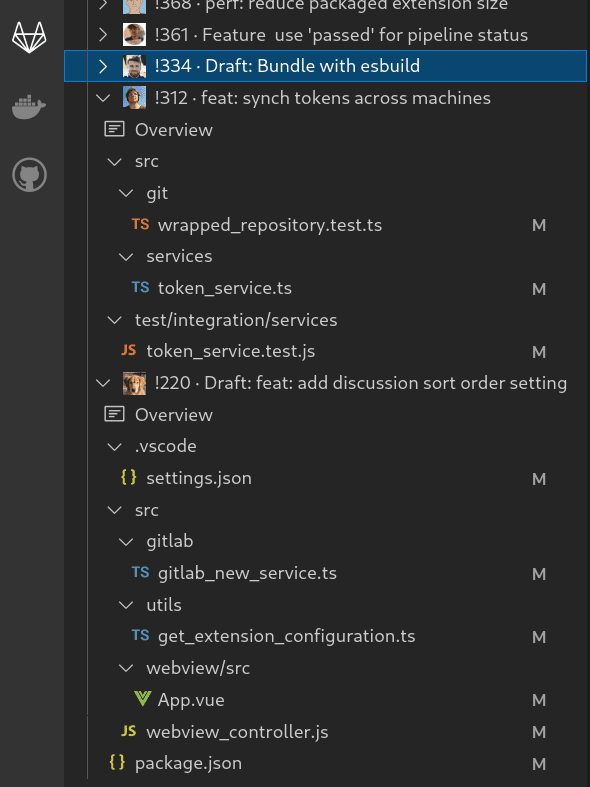 !368 · perf: reduce packaged extension size
!361 · Feature  use 'passed' for pipeline status
!334 · Draft: Bundle with esbuild
!312 · feat: synch tokens across machines
Overview
src
git
TS wrapped_repository.test.ts M
services
TS token_service.ts M
test/integration/services
JS token_service.test.js M
!220 · Draft: feat: add discussion sort order setting
Overview
.vscode
{} settings.json M
src
gitlab
TS gitlab_new_service.ts M
utils
TS get_extension_configuration.ts M
webview/src
App.vue M
JS webview_controller.js M
{} package.json M